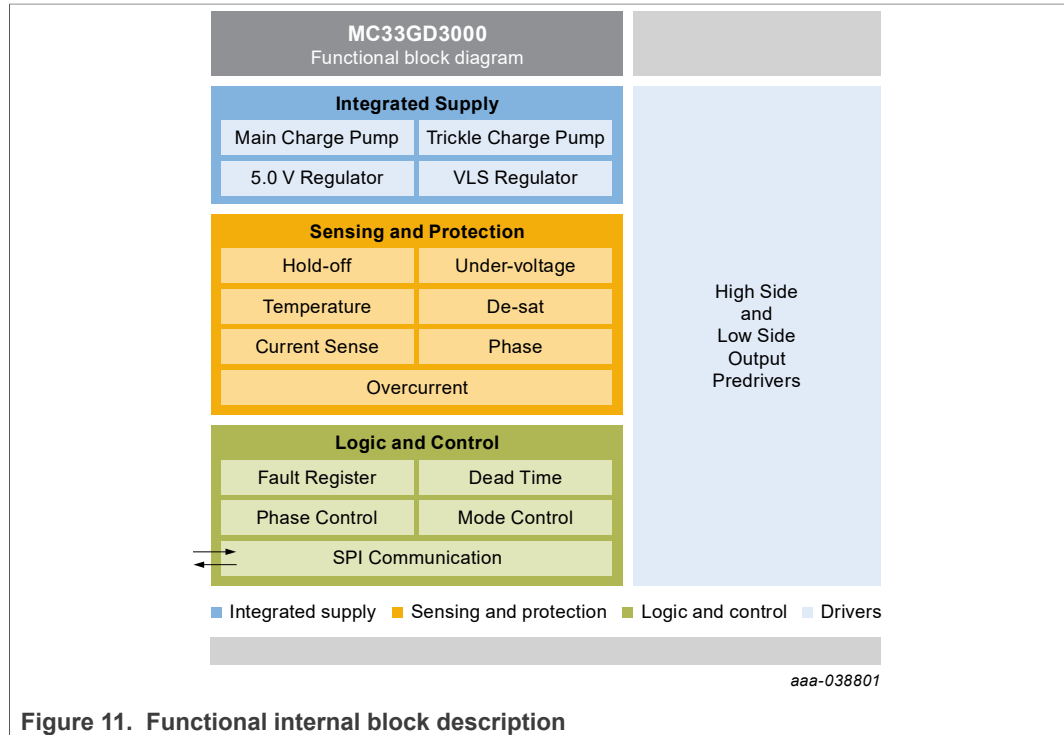 MC33GD3000
Functional block diagram
Integrated Supply
Main Charge Pump
Trickle Charge Pump
5.0 V Regulator
VLS Regulator
Sensing and Protection
Hold-off
Under-voltage
Temperature
De-sat
Current Sense
Phase
Overcurrent
Logic and Control
Fault Register
Dead Time
Phase Control
Mode Control
SPI Communication
High Side
and
Low Side
Output
Predrivers
Integrated supply
Sensing and protection
Logic and control
Drivers
aaa-038801
Figure 11. Functional internal block description